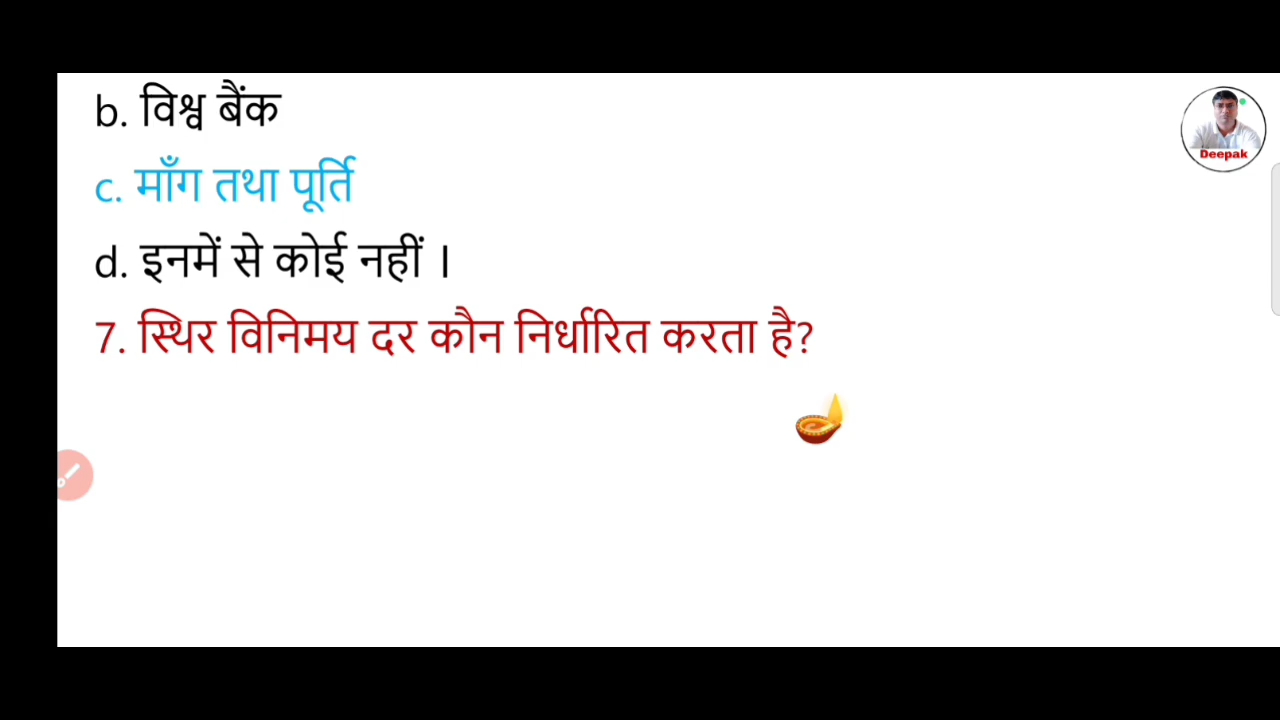 b. विश्व बैंक
c. माँग तथा पूर्ति
d. इनमें से कोई नहीं ।
7. स्थिर विनिमय दर कौन निर्धारित करता है?
Deepak